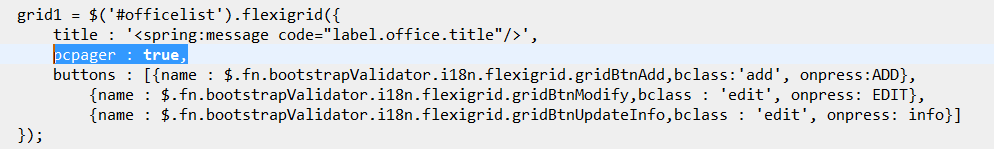 grid1 = $('#officelist').flexigrid({
title : '<spring:message code="label.office.title"/>',
pcpager : true,
buttons : [{name : $.fn.bootstrapValidator.i18n.flexigrid.gridBtnAdd,bclass:'add', onpress:ADD},
{name : $.fn.bootstrapValidator.i18n.flexigrid.gridBtnModify,bclass : 'edit', onpress: EDIT},
{name : $.fn.bootstrapValidator.i18n.flexigrid.gridBtnUpdateInfo,bclass : 'edit', onpress: info}]
});